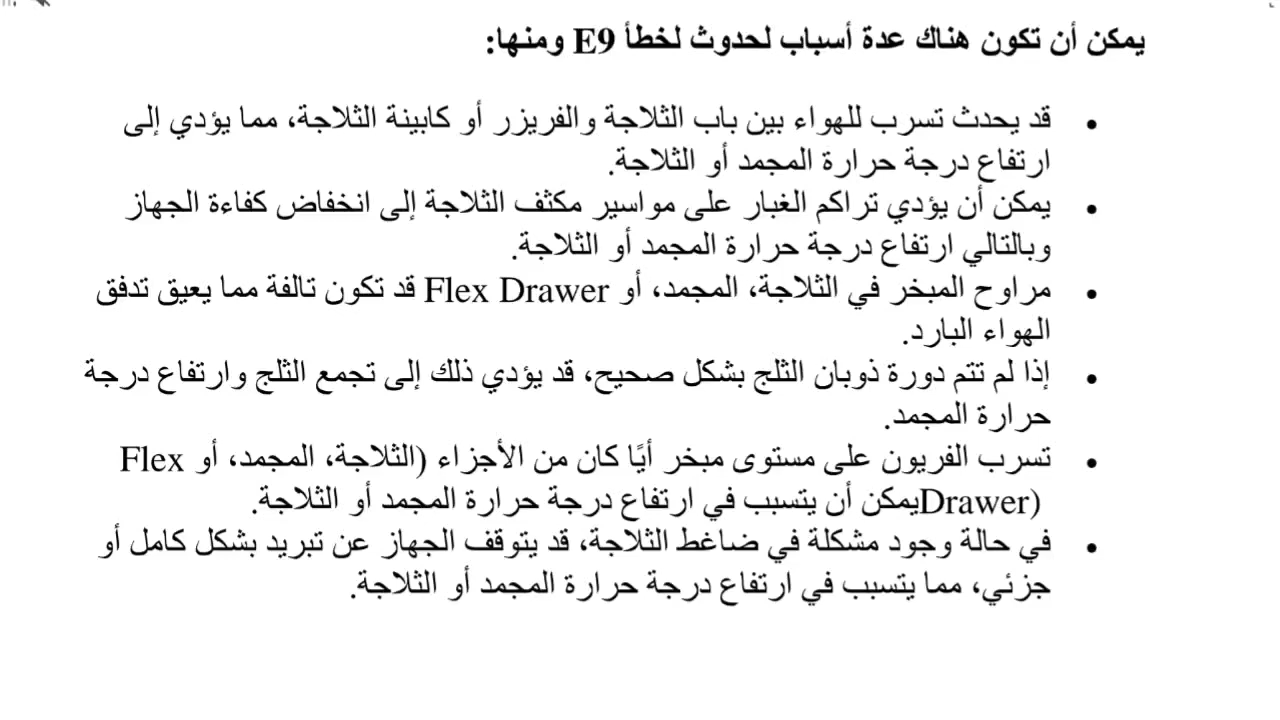 يمكن أن تكون هناك عدة أسباب لحدوث لخطأ E9 ومنها:
• قد يحدث تسرب للهواء بين باب الثلاجة والفريزر أو كابينة الثلاجة، مما يؤدي إلى
ارتفاع درجة حرارة المجمد أو الثلاجة.
• يمكن أن يؤدي تراكم الغبار على مواسير مكثف الثلاجة إلى انخفاض كفاءة الجهاز
وبالتالي ارتفاع درجة حرارة المجمد أو الثلاجة.
• مراوح المبخر في الثلاجة، المجمد، أو Flex Drawer قد تكون تالفة مما يعيق تدفق
الهواء البارد.
• إذا لم تتم دورة ذوبان الثلج بشكل صحيح، قد يؤدي ذلك إلى تجمع الثلج وارتفاع درجة
حرارة المجمد.
• تسرب الفريون على مستوى مبخر أيًا كان من الأجزاء (الثلاجة، المجمد، أو Flex
Drawer) يمكن أن يتسبب في ارتفاع درجة حرارة المجمد أو الثلاجة.
• في حالة وجود مشكلة في ضاغط الثلاجة، قد يتوقف الجهاز عن تبريد بشكل كامل أو
جزئي، مما يتسبب في ارتفاع درجة حرارة المجمد أو الثلاجة.